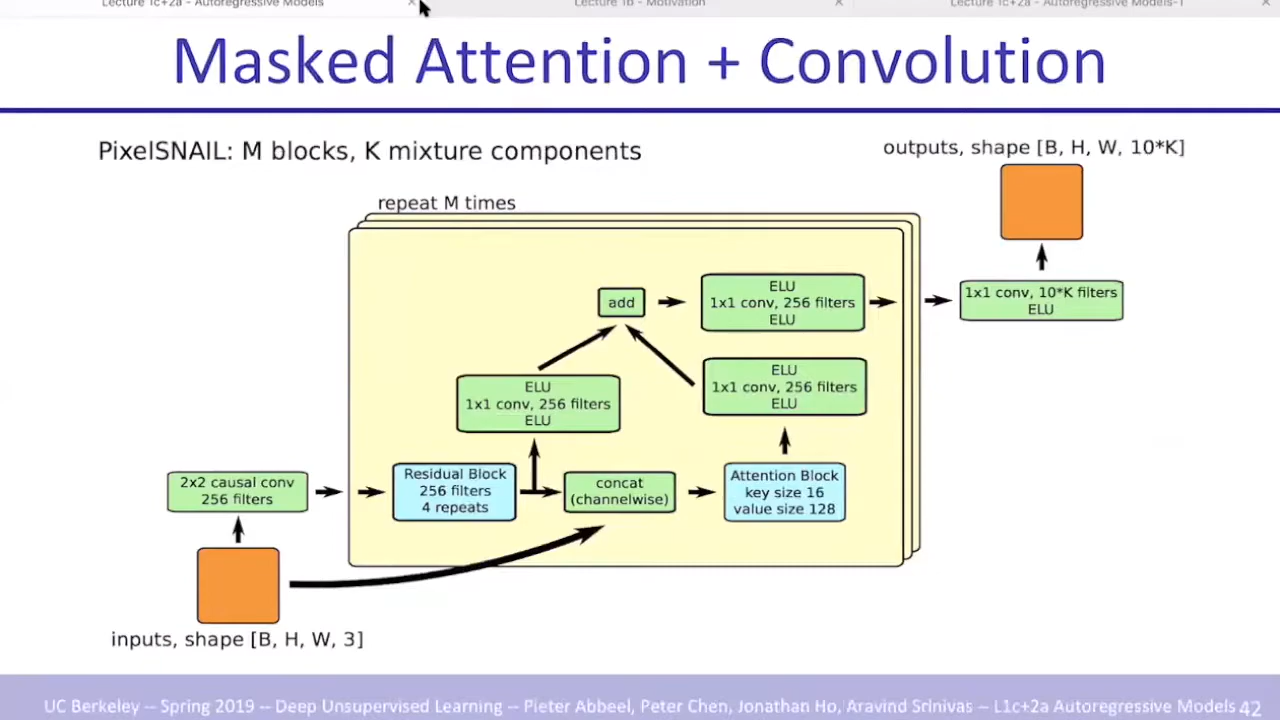 Lecture 1c+2a - Autoregressive Models
Lecture 1b - Motivation
Lecture 1c+2a - Autoregressive Models-1
Masked Attention + Convolution
PixelSNAIL: M blocks, K mixture components
outputs, shape [B, H, W, 10*K]
repeat M times
add
ELU
1x1 conv, 256 filters
ELU
1x1 conv, 10*K filters
ELU
ELU
1x1 conv, 256 filters
ELU
ELU
1x1 conv, 256 filters
ELU
2x2 causal conv
256 filters
Residual Block
256 filters
4 repeats
concat
(channelwise)
Attention Block
key size 16
value size 128
inputs, shape [B, H, W, 3]
UC Berkeley -- Spring 2019 -- Deep Unsupervised Learning -- Pieter Abbeel, Peter Chen, Jonathan Ho, Aravind Srinivas -- L1c+2a Autoregressive Models 42